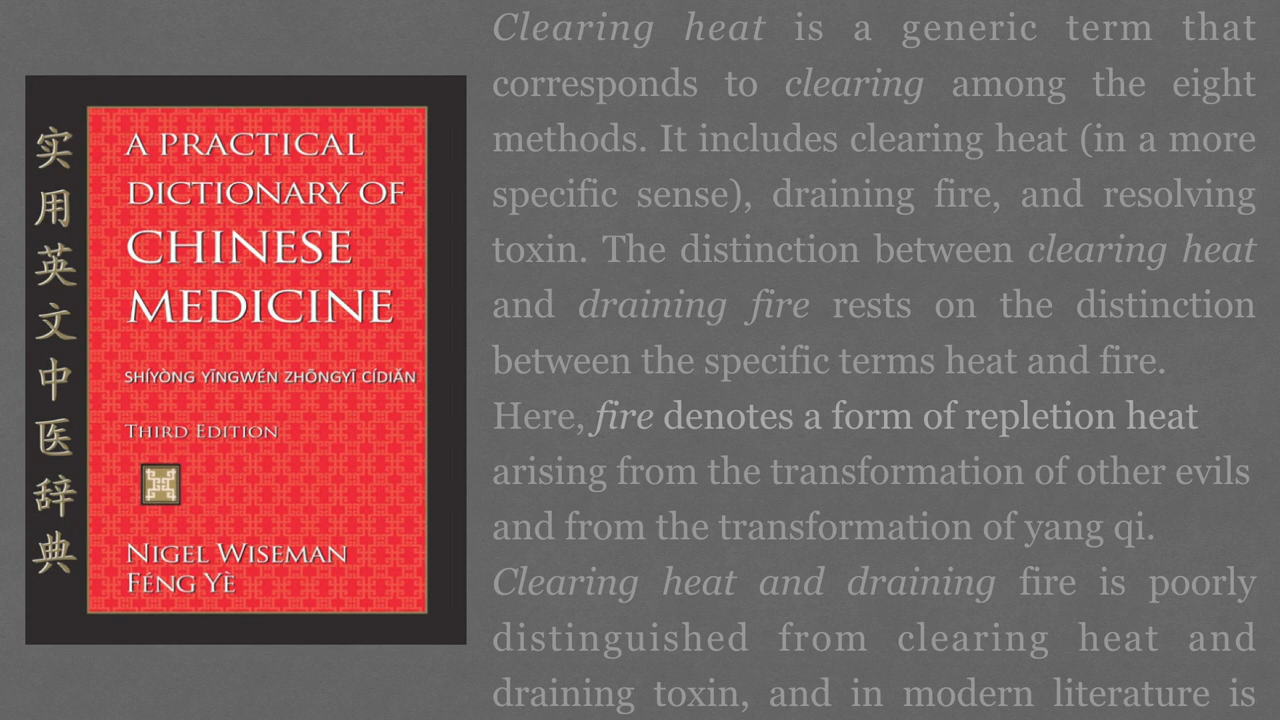 实用英文中医辞典
A PRACTICAL
DICTIONARY OF
CHINESE
MEDICINE
SHÍYÒNG YĪNGWÉN ZHŌNGYĪ CÍDIǍN
THIRD EDITION
NIGEL WISEMAN
FÉNG YÈ
Clearing heat is a generic term that
corresponds to clearing among the eight
methods. It includes clearing heat (in a more
specific sense), draining fire, and resolving
toxin. The distinction between clearing heat
and draining fire rests on the distinction
between the specific terms heat and fire.
Here, fire denotes a form of repletion heat
arising from the transformation of other evils
and from the transformation of yang qi.
Clearing heat and draining fire is poorly
distinguished from clearing heat and
draining toxin, and in modern literature is